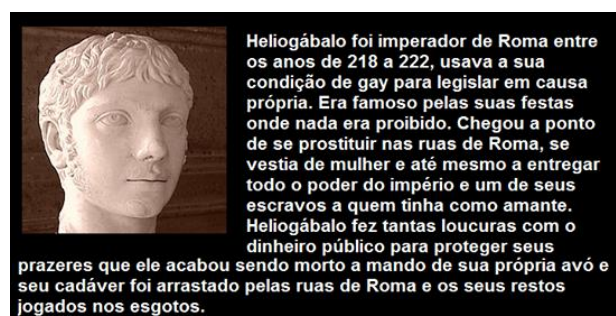 Heliogábalo foi imperador de Roma entre
os anos de 218 a 222, usava a sua
condição de gay para legislar em causa
própria. Era famoso pelas suas festas
onde nada era proibido. Chegou a ponto
de se prostituir nas ruas de Roma, se
vestia de mulher e até mesmo a entregar
todo o poder do império e um de seus
escravos a quem tinha como amante.
Heliogábalo fez tantas loucuras com o
dinheiro público para proteger seus
prazeres que ele acabou sendo morto a mando de sua própria avó e
seu cadáver foi arrastado pelas ruas de Roma e os seus restos
jogados nos esgotos.